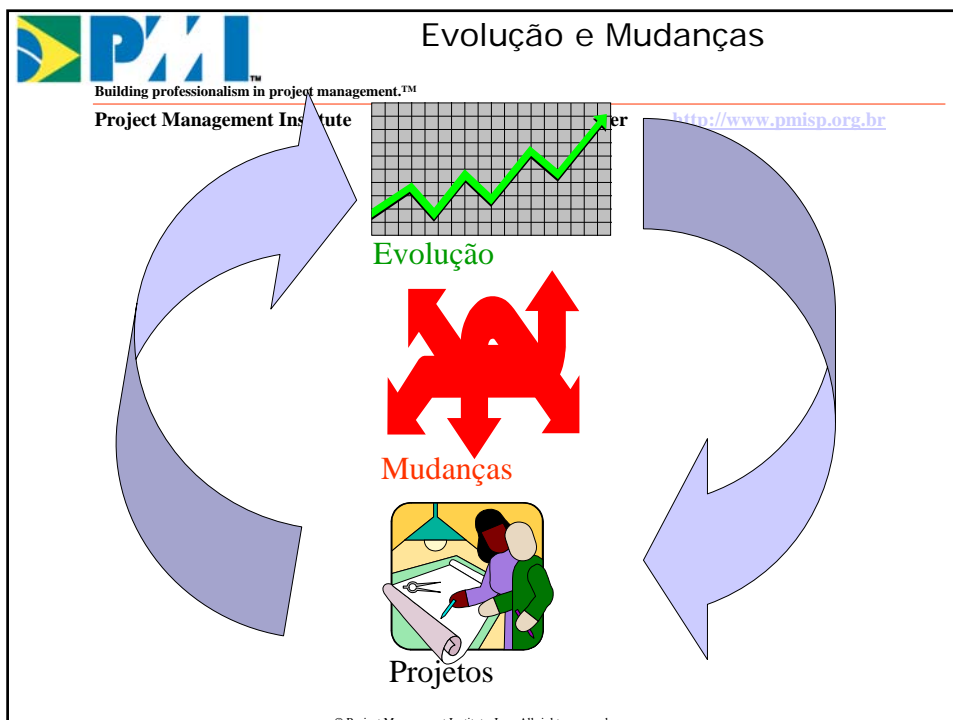 PMI
TM
Evolução e Mudanças
Building professionalism in project management.TM
Project Management http://www.pmisp.org.br
Evolução
Mudanças
Projetos